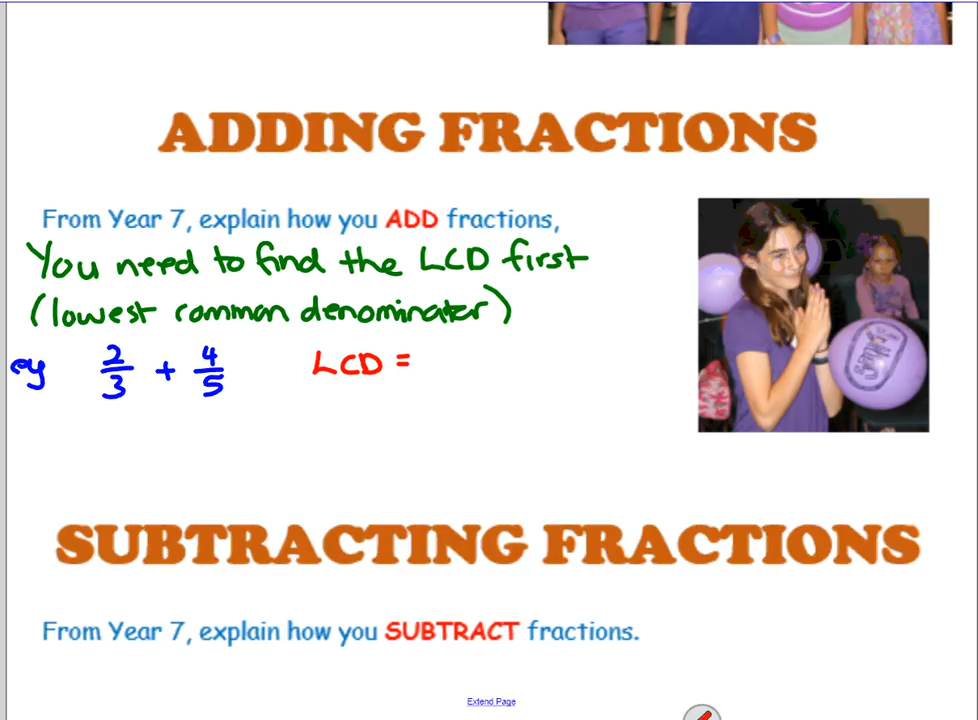 ADDING FRACTIONS
From Year 7, explain how you ADD fractions,
You need to find the LCD first
(lowest common denominator)
eg 2/3 + 4/5 LCD =
SUBTRACTING FRACTIONS
From Year 7, explain how you SUBTRACT fractions.
Extend Page